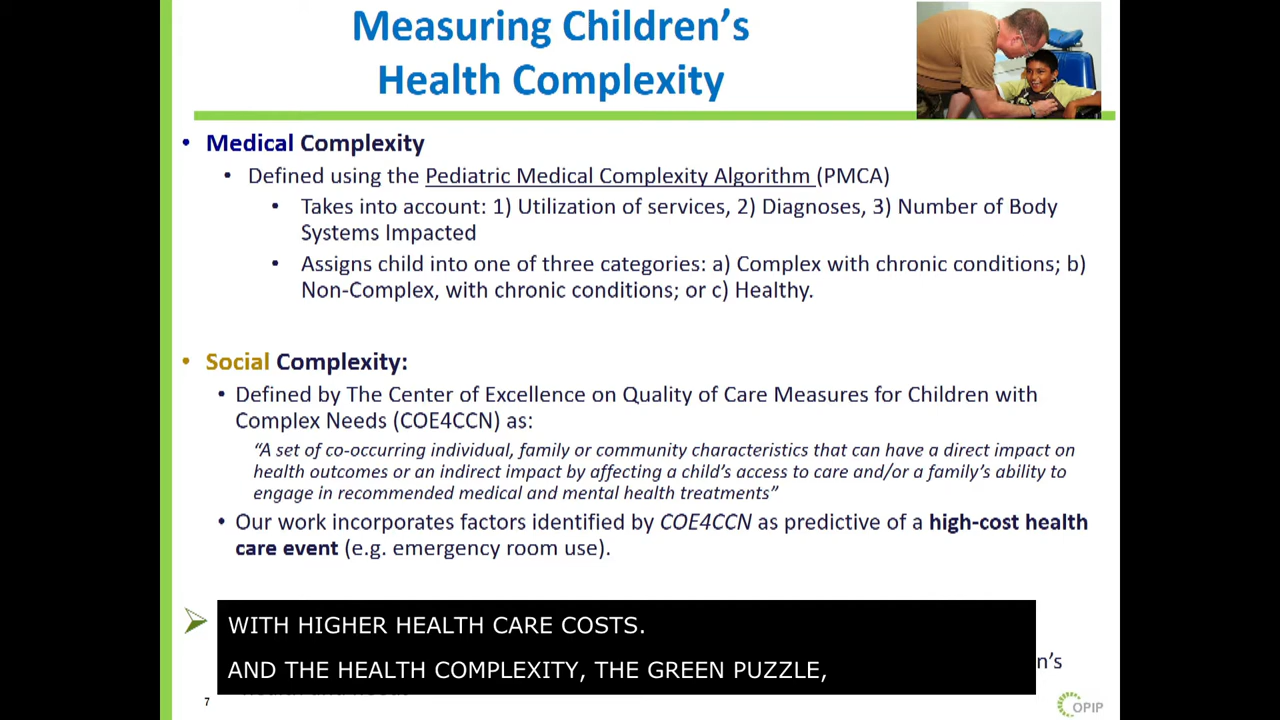 Measuring Children's
Health Complexity
• Medical Complexity
• Defined using the Pediatric Medical Complexity Algorithm (PMCA)
• Takes into account: 1) Utilization of services, 2) Diagnoses, 3) Number of Body
Systems Impacted
• Assigns child into one of three categories: a) Complex with chronic conditions; b)
Non-Complex, with chronic conditions; or c) Healthy.
• Social Complexity:
• Defined by The Center of Excellence on Quality of Care Measures for Children with
Complex Needs (COE4CCN) as:
“A set of co-occurring individual, family or community characteristics that can have a direct impact on
health outcomes or an indirect impact by affecting a child's access to care and/or a family's ability to
engage in recommended medical and mental health treatments”
• Our work incorporates factors identified by COE4CCN as predictive of a high-cost health
care event (e.g. emergency room use).
WITH HIGHER HEALTH CARE COSTS.
AND THE HEALTH COMPLEXITY, THE GREEN PUZZLE,
7
OPIP